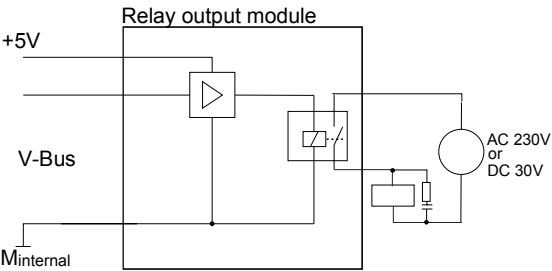 Relay output module
+5V
V-Bus
AC 230V
or
DC 30V
Minternal